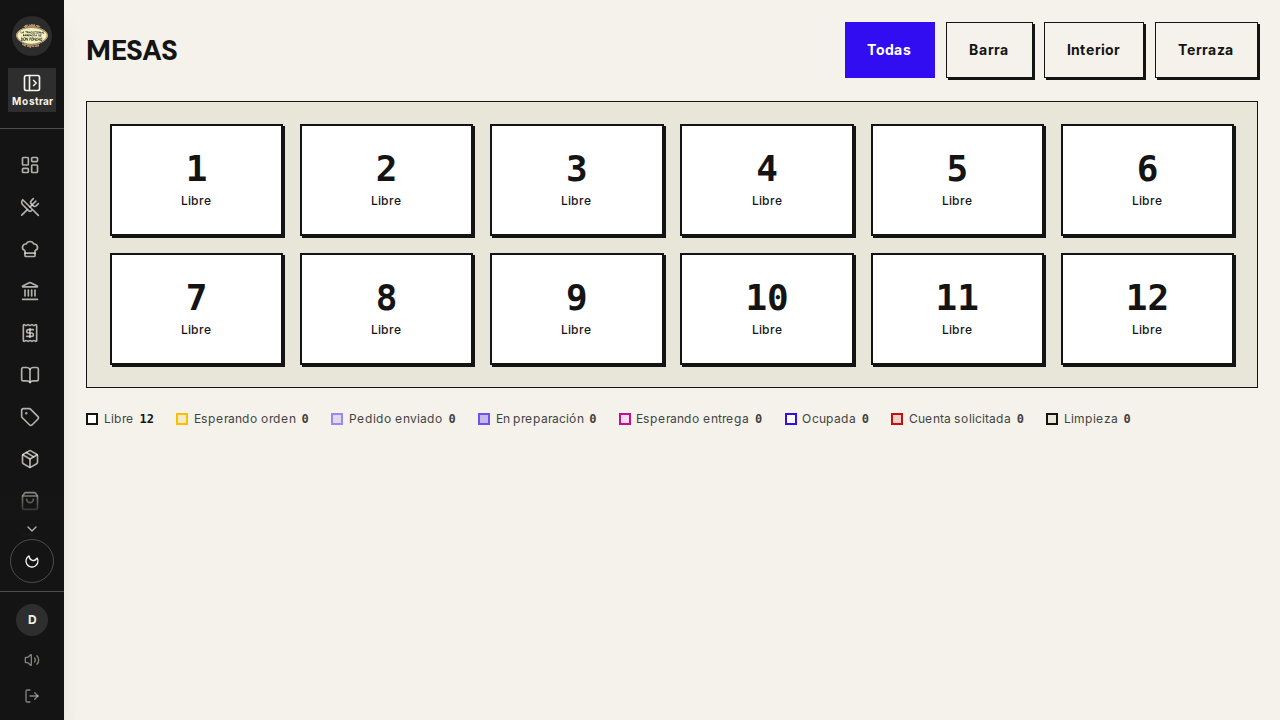 Mostrar
D
MESAS
Todas
Barra
Interior
Terraza
1
Libre
2
Libre
3
Libre
4
Libre
5
Libre
6
Libre
7
Libre
8
Libre
9
Libre
10
Libre
11
Libre
12
Libre
Libre 12
Esperando orden 0
Pedido enviado 0
En preparación 0
Esperando entrega 0
Ocupada 0
Cuenta solicitada 0
Limpieza 0